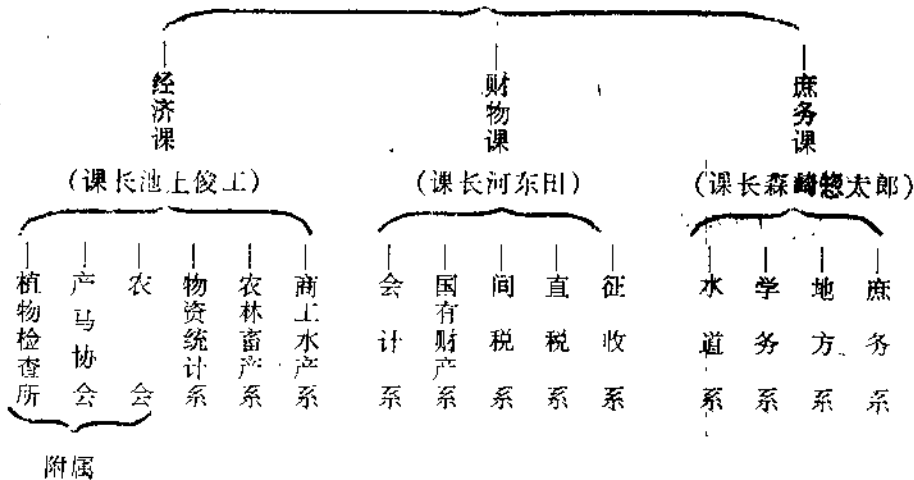 经济课
(课长池上俊工)
植物检查所
产马协会
农会
物资统计系
农林畜产系
商工水产系
附属
财物课
(课长河东田)
会计系
国有财产系
间税系
直税系
征收系
庶务课
(课长森崎惣太郎)
水道系
学务系
地方系
庶务系